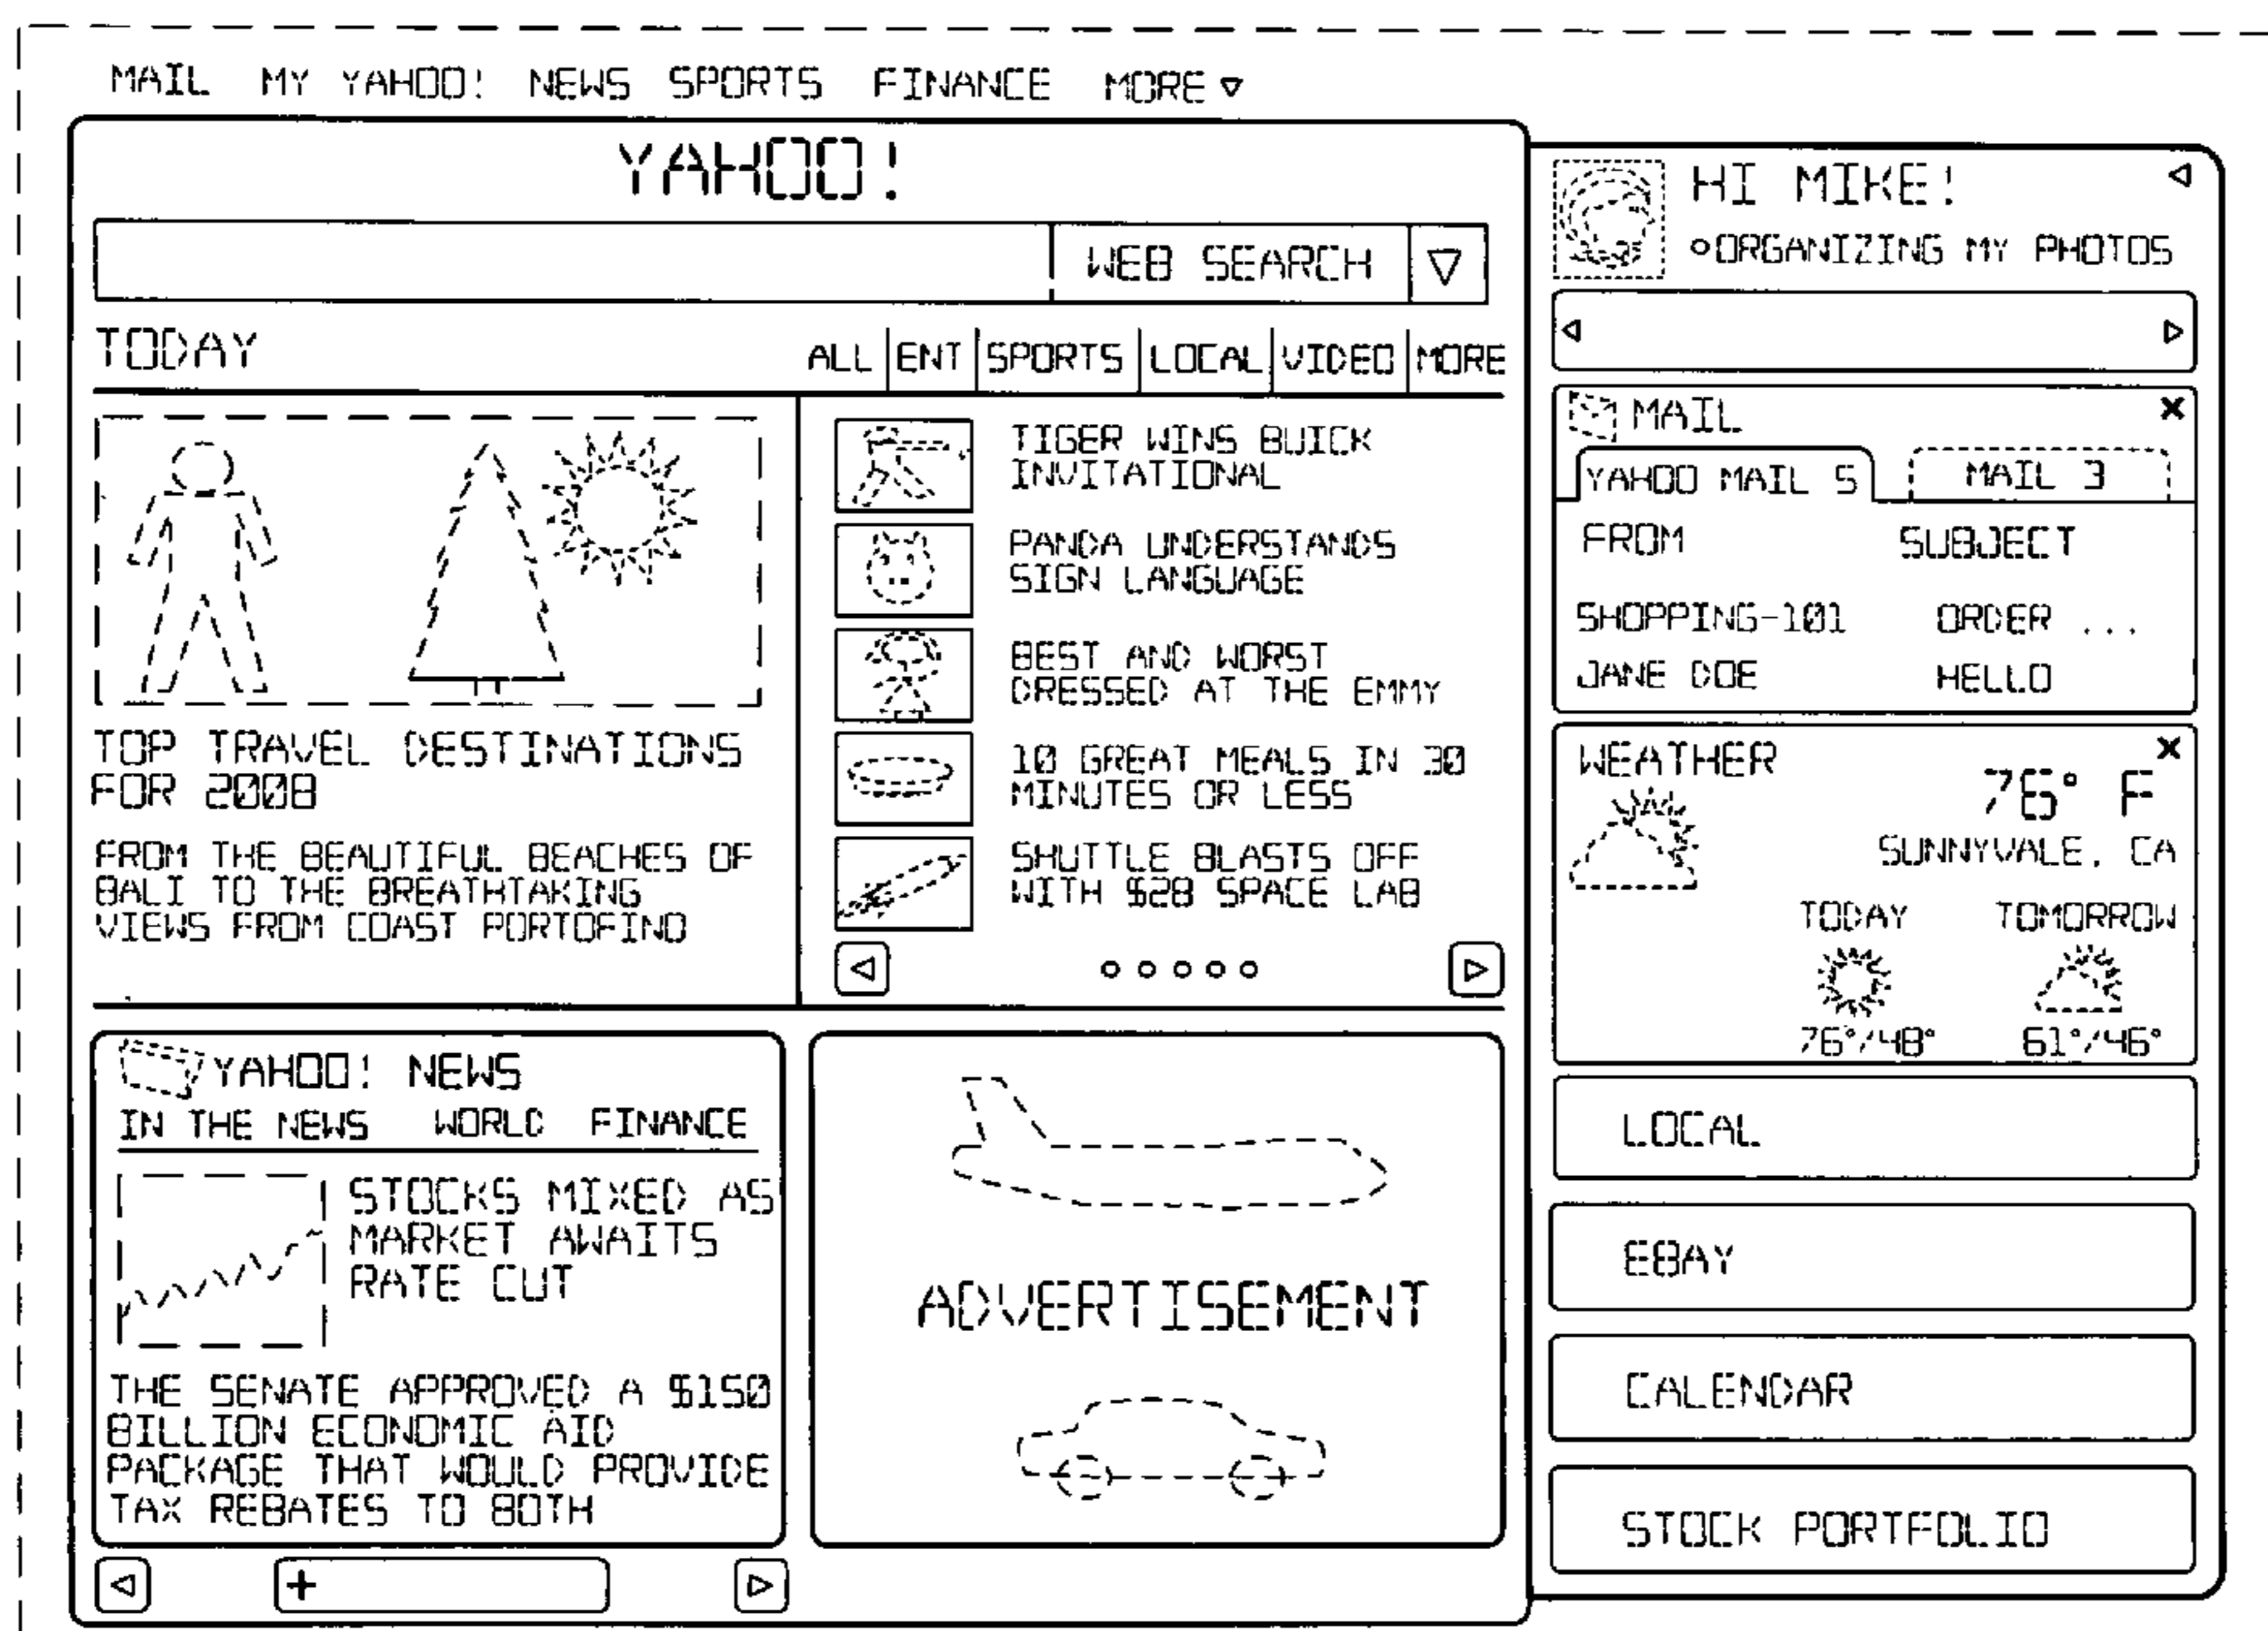 MAIL MY YAHOO! NEWS SPORTS FINANCE MORE
YAHOO!
WEB SEARCH
TODAY
ALL ENT SPORTS LOCAL VIDEO MORE
TOP TRAVEL DESTINATIONS
FOR 2008
FROM THE BEAUTIFUL BEACHES OF
BALI TO THE BREATHTAKING
VIEWS FROM COAST PORTOFINO
TIGER WINS BUICK
INVITATIONAL
PANDA UNDERSTANDS
SIGN LANGUAGE
BEST AND WORST
DRESSED AT THE EMMY
10 GREAT MEALS IN 30
MINUTES OR LESS
SHUTTLE BLASTS OFF
WITH $2B SPACE LAB
YAHOO! NEWS
IN THE NEWS WORLD FINANCE
STOCKS MIXED AS
MARKET AWAITS
RATE CUT
THE SENATE APPROVED A $150
BILLION ECONOMIC AID
PACKAGE THAT WOULD PROVIDE
TAX REBATES TO BOTH
+
ADVERTISEMENT
HI MIKE!
ORGANIZING MY PHOTOS
MAIL ×
YAHOO MAIL 5 MAIL 3
FROM SUBJECT
SHOPPING-101 ORDER ...
JANE DOE HELLO
WEATHER ×
76° F
SUNNYVALE, CA
TODAY TOMORROW
76°/48° 61°/46°
LOCAL
EBAY
CALENDAR
STOCK PORTFOLIO